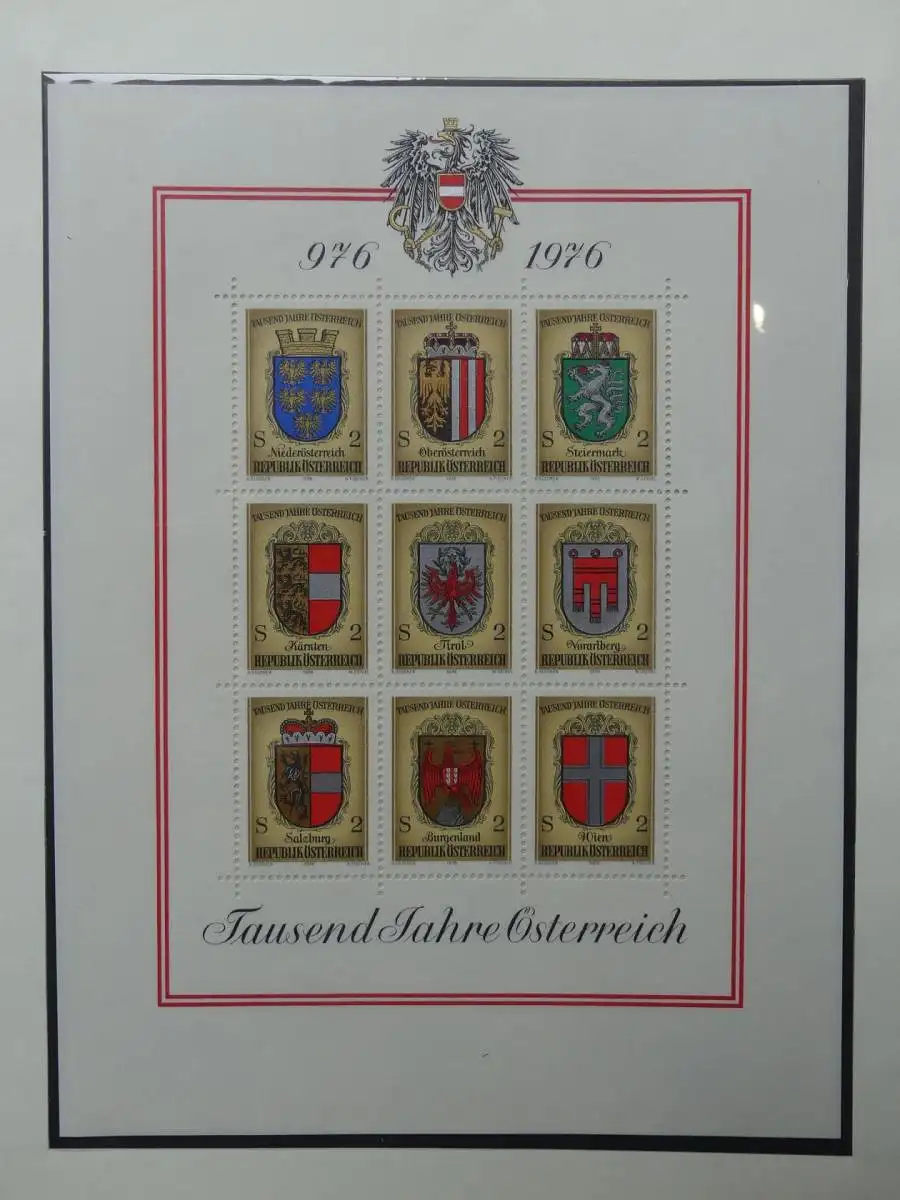 976 1976
TAUSEND JAHRE ÖSTERREICH
S 2
Niederösterreich
REPUBLIK ÖSTERREICH
TAUSEND JAHRE ÖSTERREICH
S 2
Oberösterreich
REPUBLIK ÖSTERREICH
TAUSEND JAHRE ÖSTERREICH
S 2
Steiermark
REPUBLIK ÖSTERREICH
TAUSEND JAHRE ÖSTERREICH
S 2
Kärnten
REPUBLIK ÖSTERREICH
TAUSEND JAHRE ÖSTERREICH
S 2
Tirol
REPUBLIK ÖSTERREICH
TAUSEND JAHRE ÖSTERREICH
S 2
Vorarlberg
REPUBLIK ÖSTERREICH
TAUSEND JAHRE ÖSTERREICH
S 2
Salzburg
REPUBLIK ÖSTERREICH
TAUSEND JAHRE ÖSTERREICH
S 2
Burgenland
REPUBLIK ÖSTERREICH
TAUSEND JAHRE ÖSTERREICH
S 2
Wien
REPUBLIK ÖSTERREICH
Tausend Jahre Österreich